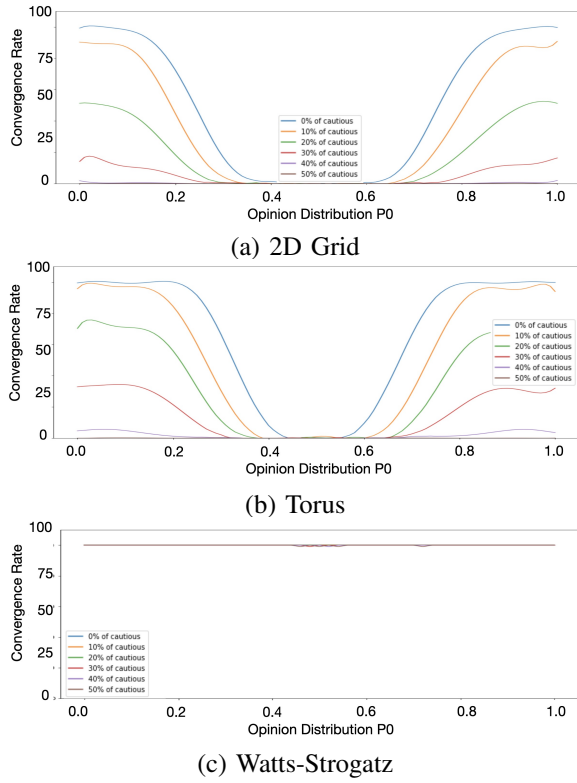 100
75
50
25
0
Convergence Rate
0% of cautious
10% of cautious
20% of cautious
30% of cautious
40% of cautious
50% of cautious
0.0 0.2 0.4 0.6 0.8 1.0
Opinion Distribution P0
(a) 2D Grid
100
75
50
25
0
Convergence Rate
0% of cautious
10% of cautious
20% of cautious
30% of cautious
40% of cautious
50% of cautious
0.0 0.2 0.4 0.6 0.8 1.0
Opinion Distribution P0
(b) Torus
100
75
50
25
0
Convergence Rate
0% of cautious
10% of cautious
20% of cautious
30% of cautious
40% of cautious
50% of cautious
0.0 0.2 0.4 0.6 0.8 1.0
Opinion Distribution P0
(c) Watts-Strogatz